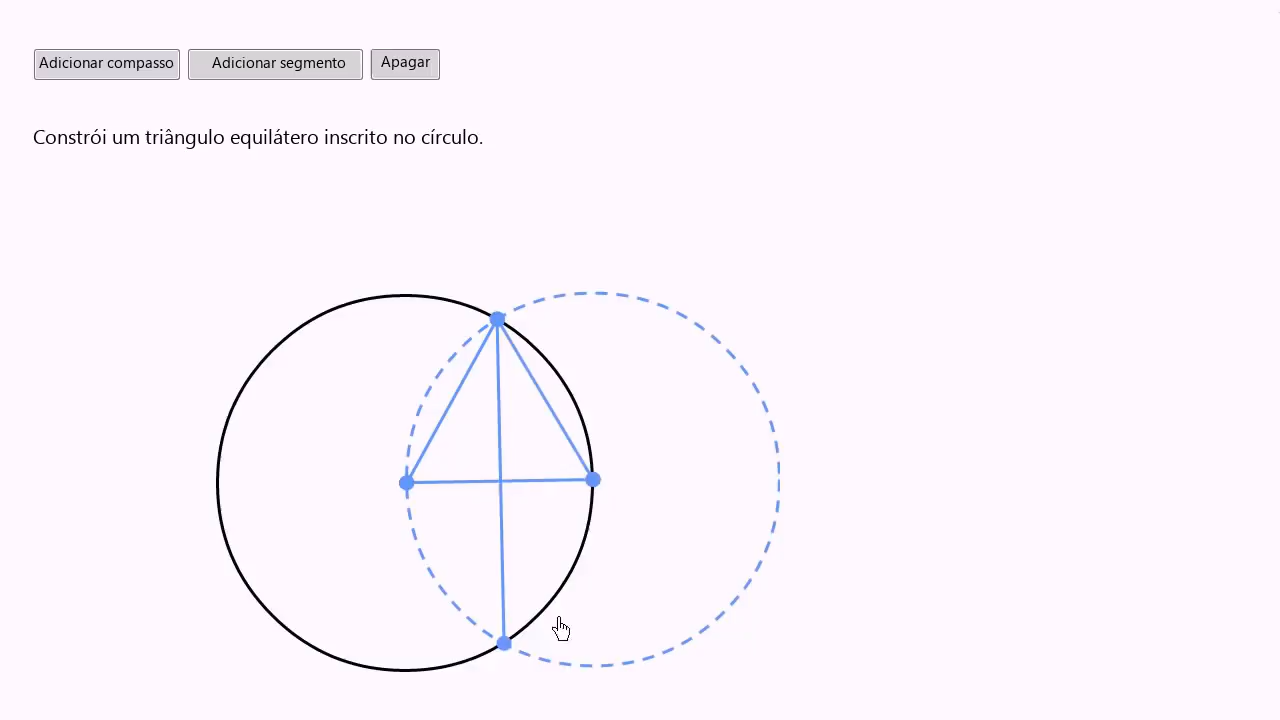 Adicionar compasso Adicionar segmento Apagar
Constrói um triângulo equilátero inscrito no círculo.